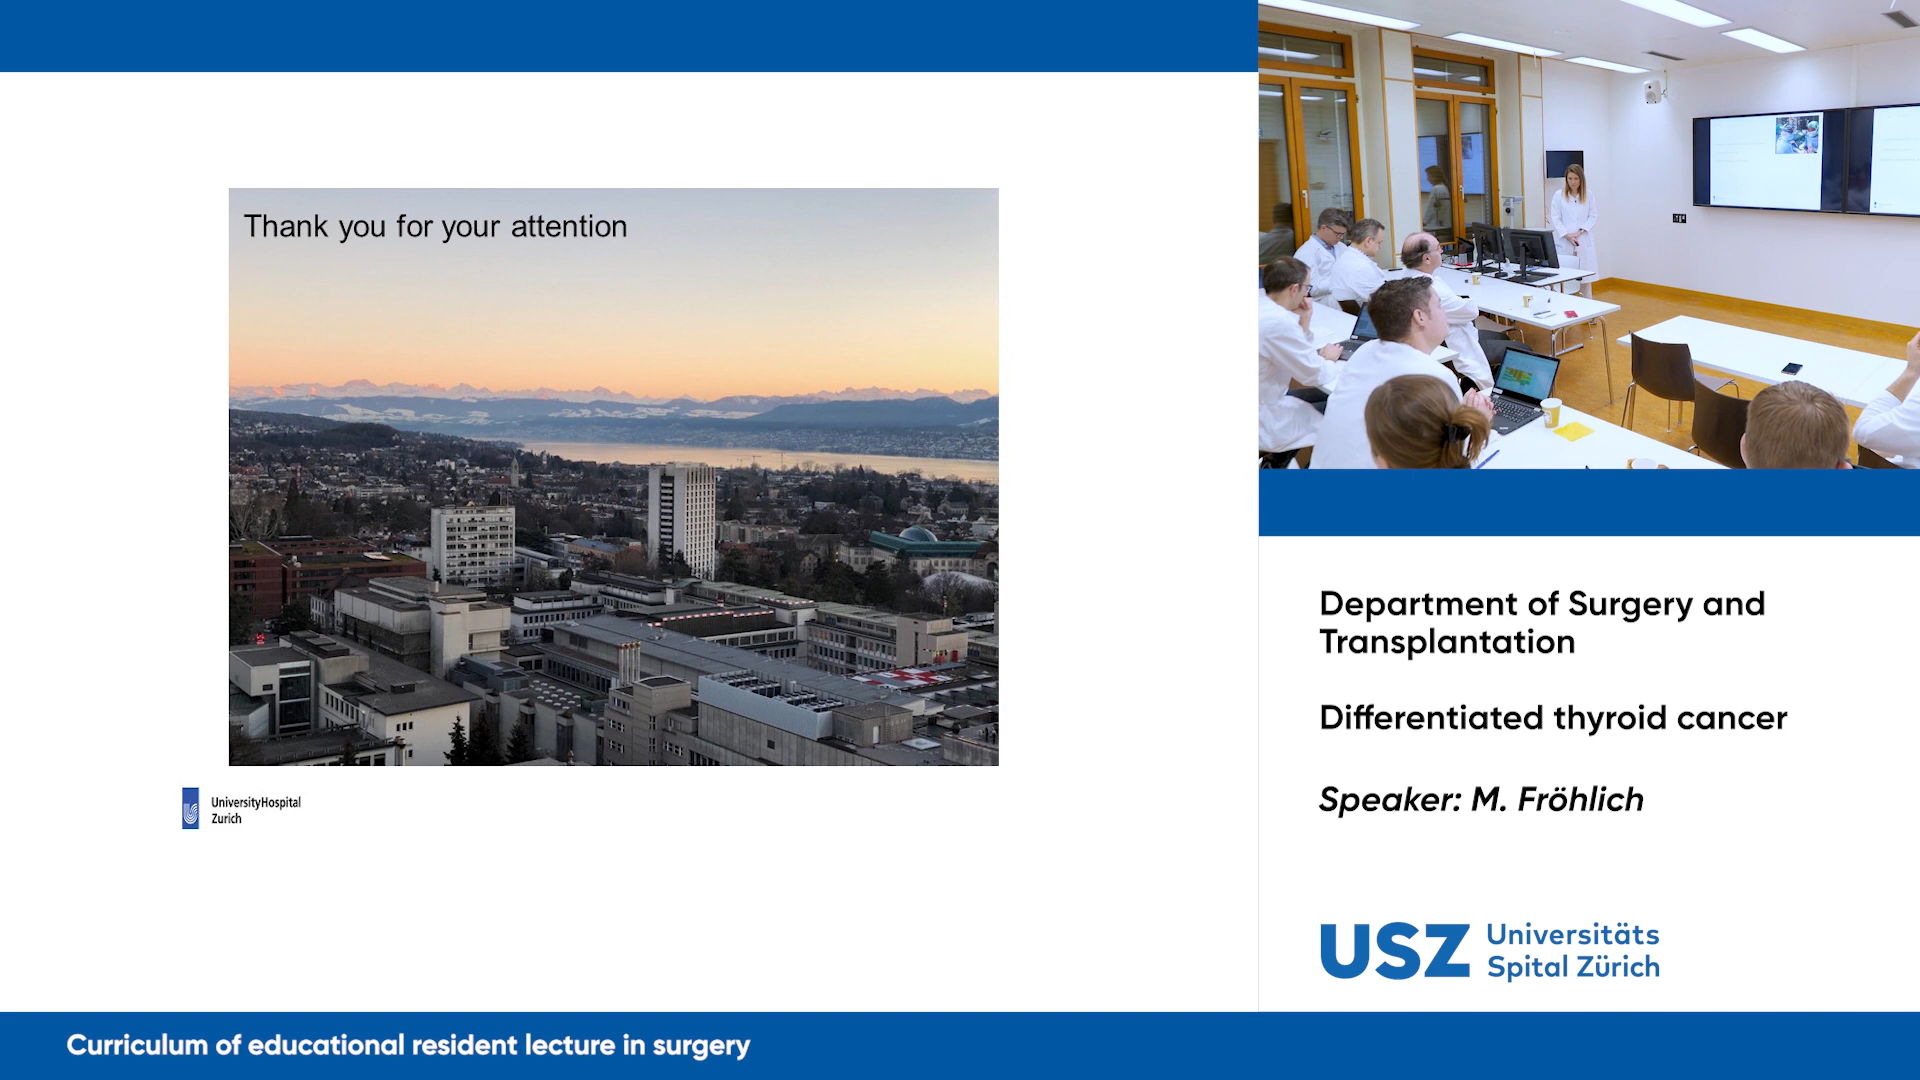 Thank you for your attention
UniversityHospital
Zurich
Department of Surgery and
Transplantation
Differentiated thyroid cancer
Speaker: M. Fröhlich
USZ Universitäts
Spital Zürich
Curriculum of educational resident lecture in surgery